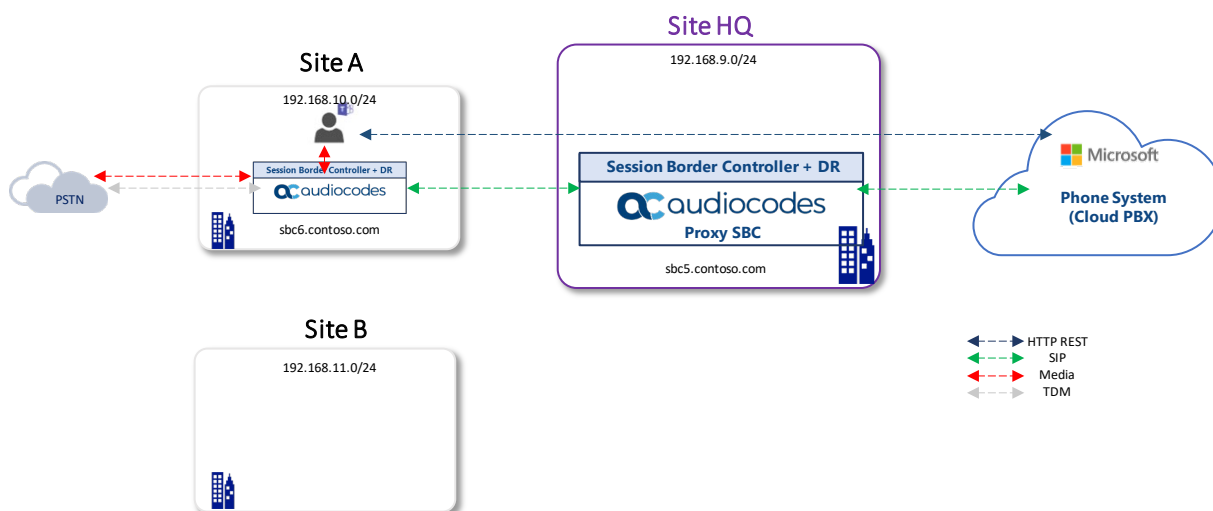 Site HQ
192.168.9.0/24
Site A
192.168.10.0/24
Session Border Controller + DR
audiocodes
sbc6.contoso.com
PSTN
Session Border Controller + DR
audiocodes
Proxy SBC
sbc5.contoso.com
Microsoft
Phone System
(Cloud PBX)
Site B
192.168.11.0/24
HTTP REST
SIP
Media
TDM